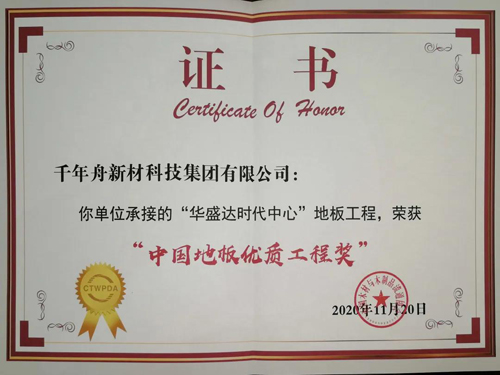 证 书
Certificate Of Honor
千年舟新材科技集团有限公司：
你单位承接的“华盛达时代中心”地板工程，荣获
“中国地板优质工程奖”
CTWPDA
2020年11月20日